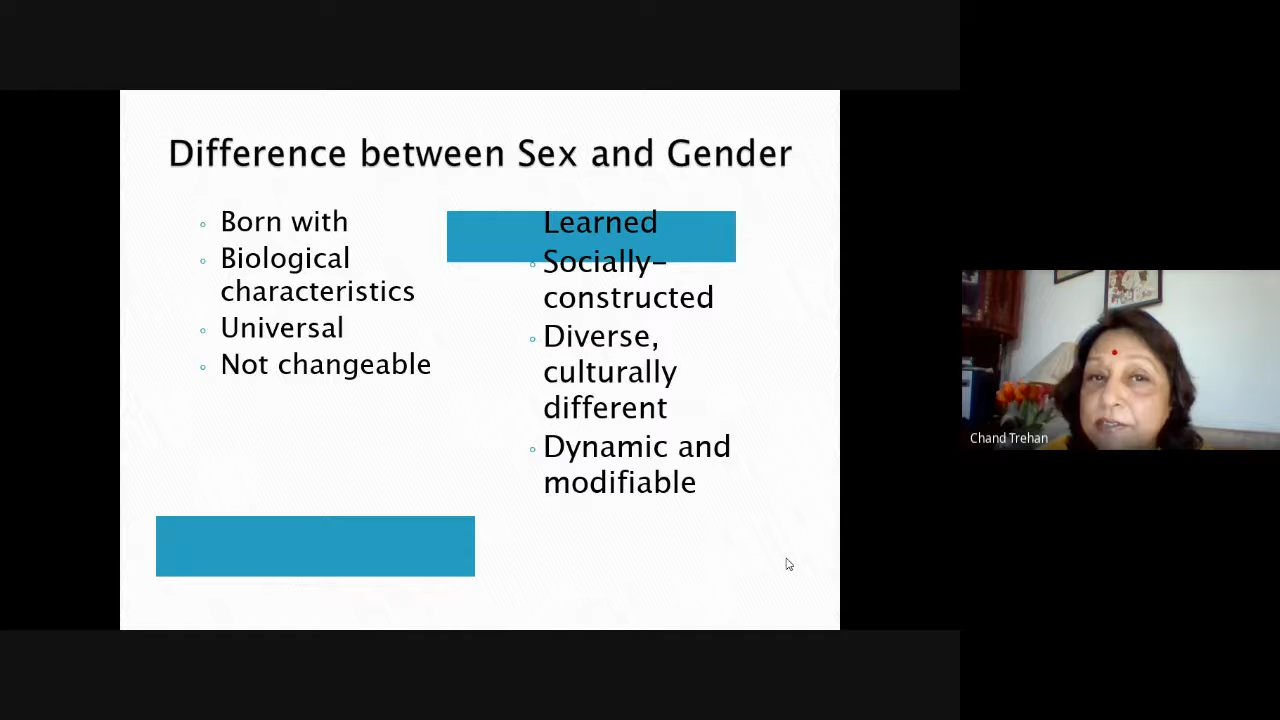 Difference between Sex and Gender
Born with
Biological
characteristics
Universal
Not changeable
Learned
Socially-
constructed
Diverse,
culturally
different
Dynamic and
modifiable
Chand Trehan